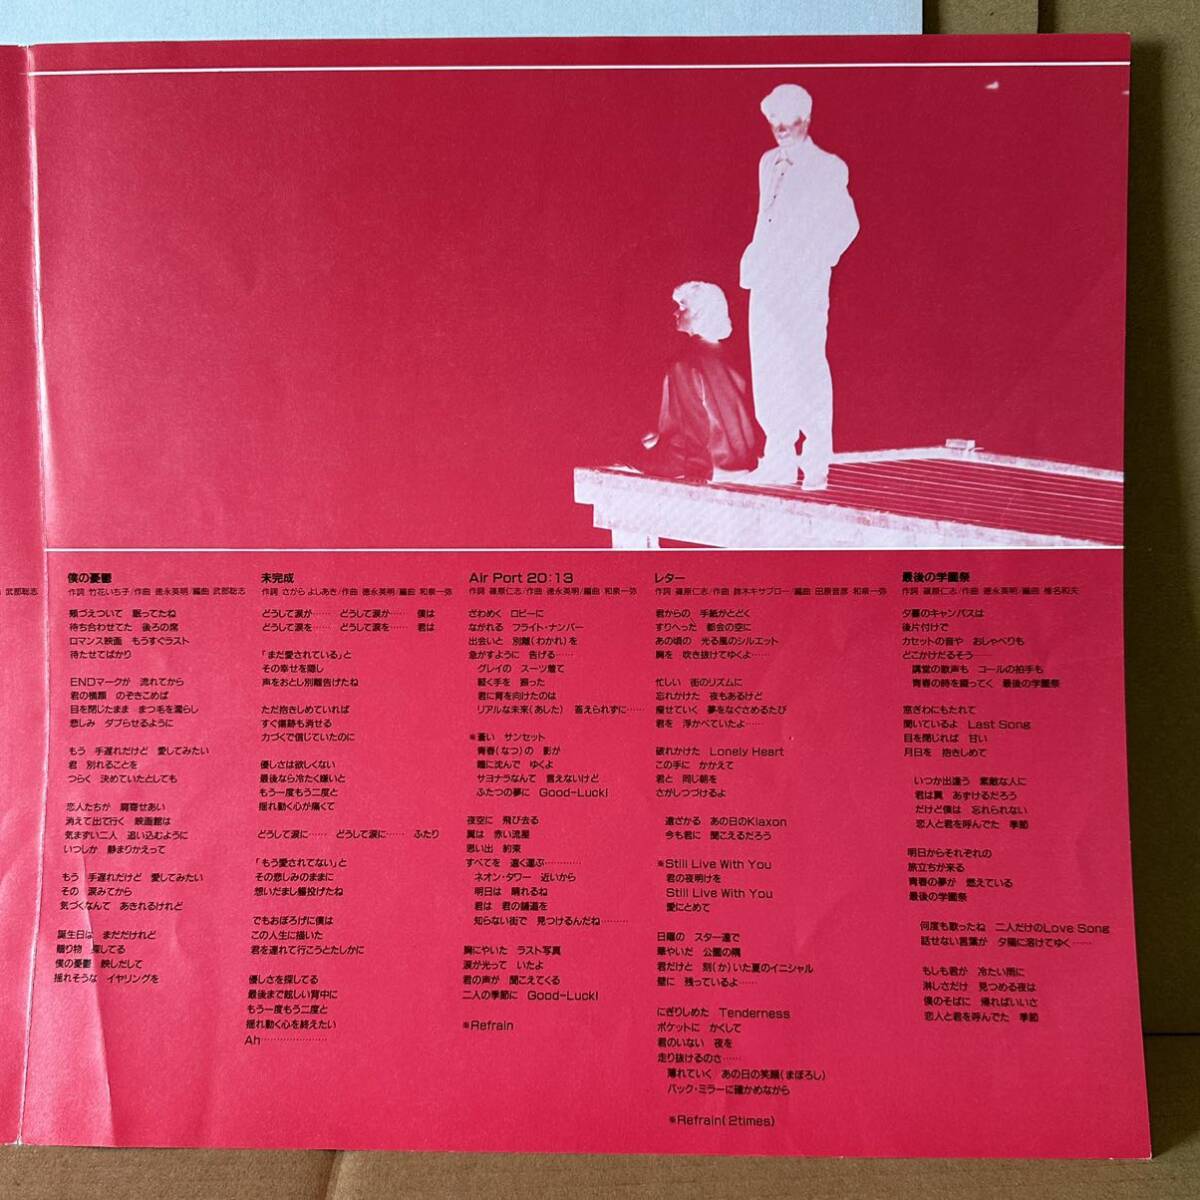 武部聡志
僕の憂鬱
作詞 竹花いち子/作曲 徳永英明/編曲 武部聡志
頬づえついて 眠ってたね
待ち合わせてた 後ろの席
ロマンス映画 もうすぐラスト
待たせてばかり
ENDマークが 流れてから
君の横顔 のぞきこめば
目を閉じたまま まつ毛を濡らし
悲しみ ダブらせるように
もう 手遅れだけど 愛してみたい
君 別れることを
つらく 決めていたとしても
恋人たちが 肩寄せあい
消えて出て行く 映画館は
気まずい二人 追い込むように
いつしか 静まりかえって
もう 手遅れだけど 愛してみたい
その 涙みてから
気づくなんて あきれるけれど
誕生日は まだだけれど
贈り物 探してる
僕の憂鬱 映しだして
揺れそうな イヤリングを
未完成
作詞 さがら よしあき/作曲 徳永英明/編曲 和泉一弥
どうして涙が…… どうして涙が…… 僕は
どうして涙を…… どうして涙を…… 君は
「まだ愛されている」と
その幸せを隠し
声をおとし別離告げたね
ただ抱きしめていれば
すぐ傷跡も消せる
力づくで信じていたのに
優しさは欲しくない
最後なら冷たく嫌いと
もう一度もう二度と
揺れ動く心が痛くて
どうして涙に…… どうして涙に…… ふたり
「もう愛されてない」と
その悲しみのままに
想いだまし軀投げたね
でもおぼろげに僕は
この人生に描いた
君を連れて行こうとたしかに
優しさを探してる
最後まで眩しい背中に
もう一度もう二度と
揺れ動く心を終えたい
Ah…………………
Air Port 20:13
作詞 篠原仁志/作曲 徳永英明/編曲 和泉一弥
ざわめく ロビーに
ながれる フライト・ナンバー
出会いと 別離(わかれ)を
急がすように 告げる……
グレイの スーツ着て
軽く手を 振った
君に背を向けたのは
リアルな未来(あした) 答えられずに……
※蒼い サンセット
青春(なつ)の 影が
瞳に沈んで ゆくよ
サヨナラなんて 言えないけど
ふたつの夢に Good-Luck!
夜空に 飛び去る
翼は 赤い流星
思い出 約束
すべてを 遠く運ぶ…………
ネオン・タワー 近いから
明日は 晴れるね
君は 君の舗道を
知らない街で 見つけるんだね………
胸にやいた ラスト写真
涙が光って いたよ
君の声が 聞こえてくる
二人の季節に Good-Luck!
※Refrain
レター
作詞 篠原仁志/作曲 鈴木キサブロー/編曲 田原音彦 和泉一弥
君からの 手紙がとどく
すりへった 都会の空に
あの頃の 光る風のシルエット
胸を 吹き抜けてゆくよ……
忙しい 街のリズムに
忘れかけた 夜もあるけど
瘦せていく 夢をなぐさめるたび
君を 浮かべていたよ……
破れかけた Lonely Heart
この手に かかえて
君と 同じ朝を
さがしつづけるよ
遠ざかる あの日のKlaxon
今も君に 聞こえるだろう
※Still Live With You
君の夜明けを
Still Live With You
愛にとめて
日曜の スター達で
華やいだ 公園の隅
君だけと 刻(か)いた夏のイニシャル
壁に 残っているよ……
にぎりしめた Tenderness
ポケットに かくして
君のいない 夜を
走り抜けるのさ……
薄れていく あの日の笑顔(まぼろし)
バック・ミラーに確かめながら
※Refrain(2times)
最後の学園祭
作詞 篠原仁志/作曲 徳永英明/編曲 椎名和夫
夕暮のキャンパスは
後片付けで
カセットの音や おしゃべりも
どこかけだるそう……
講堂の歌声も コールの拍手も
青春の時を綴ってく 最後の学園祭
窓ぎわにもたれて
聞いているよ Last Song
目を閉じれば 甘い
月日を 抱きしめて
いつか出逢う 素敵な人に
君は翼 あずけるだろう
だけど僕は 忘れられない
恋人と君を呼んでた 季節
明日からそれぞれの
旅立ちが来る
青春の夢が 燃えている
最後の学園祭
何度も歌ったね 二人だけのLove Song
話せない言葉が 夕陽に溶けてゆく……
もしも君が 冷たい雨に
淋しさだけ 見つめる夜は
僕のそばに 帰ればいいさ
恋人と君を呼んでた 季節